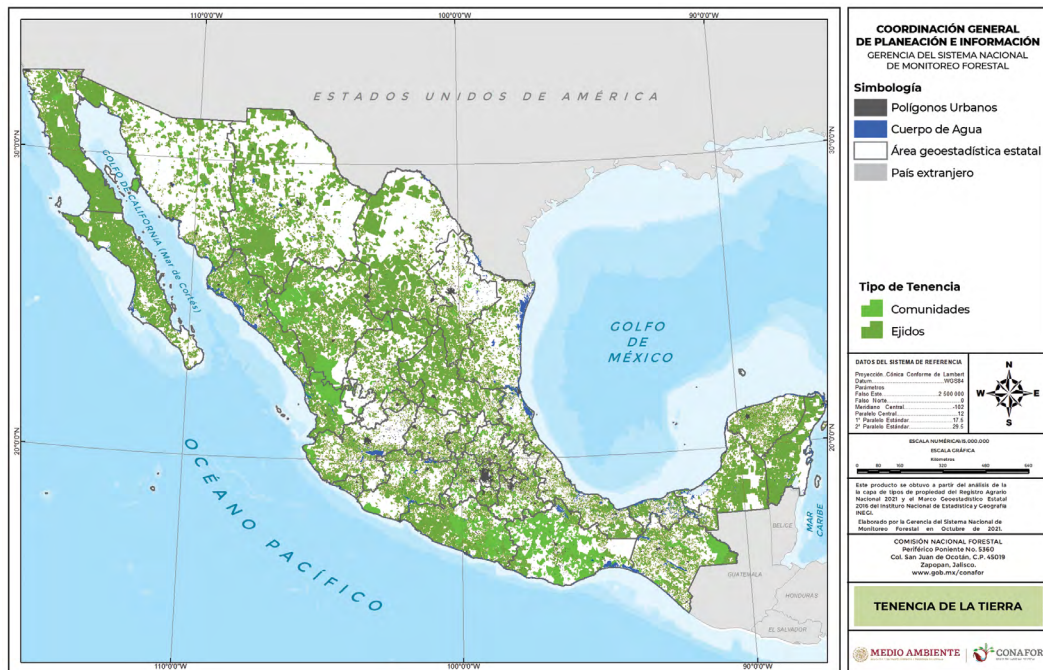 110°0'0"W
100°0'0"W
90°0'0"W
30°0'0"N
20°0'0"N
30°0'0"N
20°0'0"N
110°0'0"W
100°0'0"W
90°0'0"W
ESTADOS UNIDOS DE AMÉRICA
GOLFO DE CALIFORNIA (Mar de Cortés)
GOLFO
DE
MÉXICO
OCÉANO PACÍFICO
MAR
CARIBE
BELICE
GUATEMALA
HONDURAS
EL SALVADOR
COORDINACIÓN GENERAL
DE PLANEACIÓN E INFORMACIÓN
GERENCIA DEL SISTEMA NACIONAL
DE MONITOREO FORESTAL
Simbología
Polígonos Urbanos
Cuerpo de Agua
Área geoestadística estatal
País extranjero
Tipo de Tenencia
Comunidades
Ejidos
DATOS DEL SISTEMA DE REFERENCIA
Proyección: Cónica Conforme de Lambert
Datum WGS84
Parámetros
Falso Este 2 500 000
Falso Norte 0
Meridiano Central -102
Paralelo Central 12
1° Paralelo Estándar 17.5
2° Paralelo Estándar 29.5
N
W
E
S
ESCALA GRÁFICA
Kilómetros
0 80 160 320 480 640
Este producto se obtuvo a partir del análisis de la
la capa de tipos de propiedad del Registro Agrario
Nacional 2021 y el Marco Geoestadístico Estatal
2016 del Instituto Nacional de Estadística y Geografía
INEGI.
Elaborado por la Gerencia del Sistema Nacional de
Monitoreo Forestal en Octubre de 2021.
COMISIÓN NACIONAL FORESTAL
Periférico Poniente No. 5360
Col. San Juan de Ocotán, C.P. 45019
Zapopan, Jalisco.
www.gob.mx/conafor
TENENCIA DE LA TIERRA
MEDIO AMBIENTE
CONAFOR